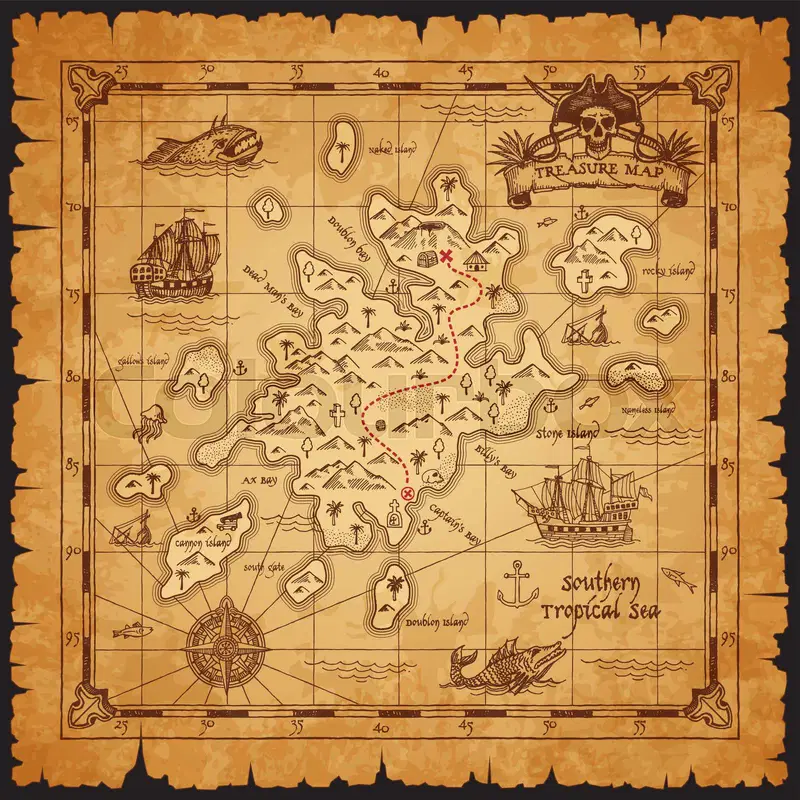 25 30 35 40 45 50 55
65
Naked island
TREASURE MAP
70
70
Doublon bay
Dead Man's Bay
rocky island
75
75
gallows island
80
80
Nameless island
Stone island
85
85
Billy's Bay
Ax Bay
Captain's Bay
cannon island
90
90
south gate
Southern
Tropical Sea
Doublon island
95
95
25 30 35 40 45 50 55